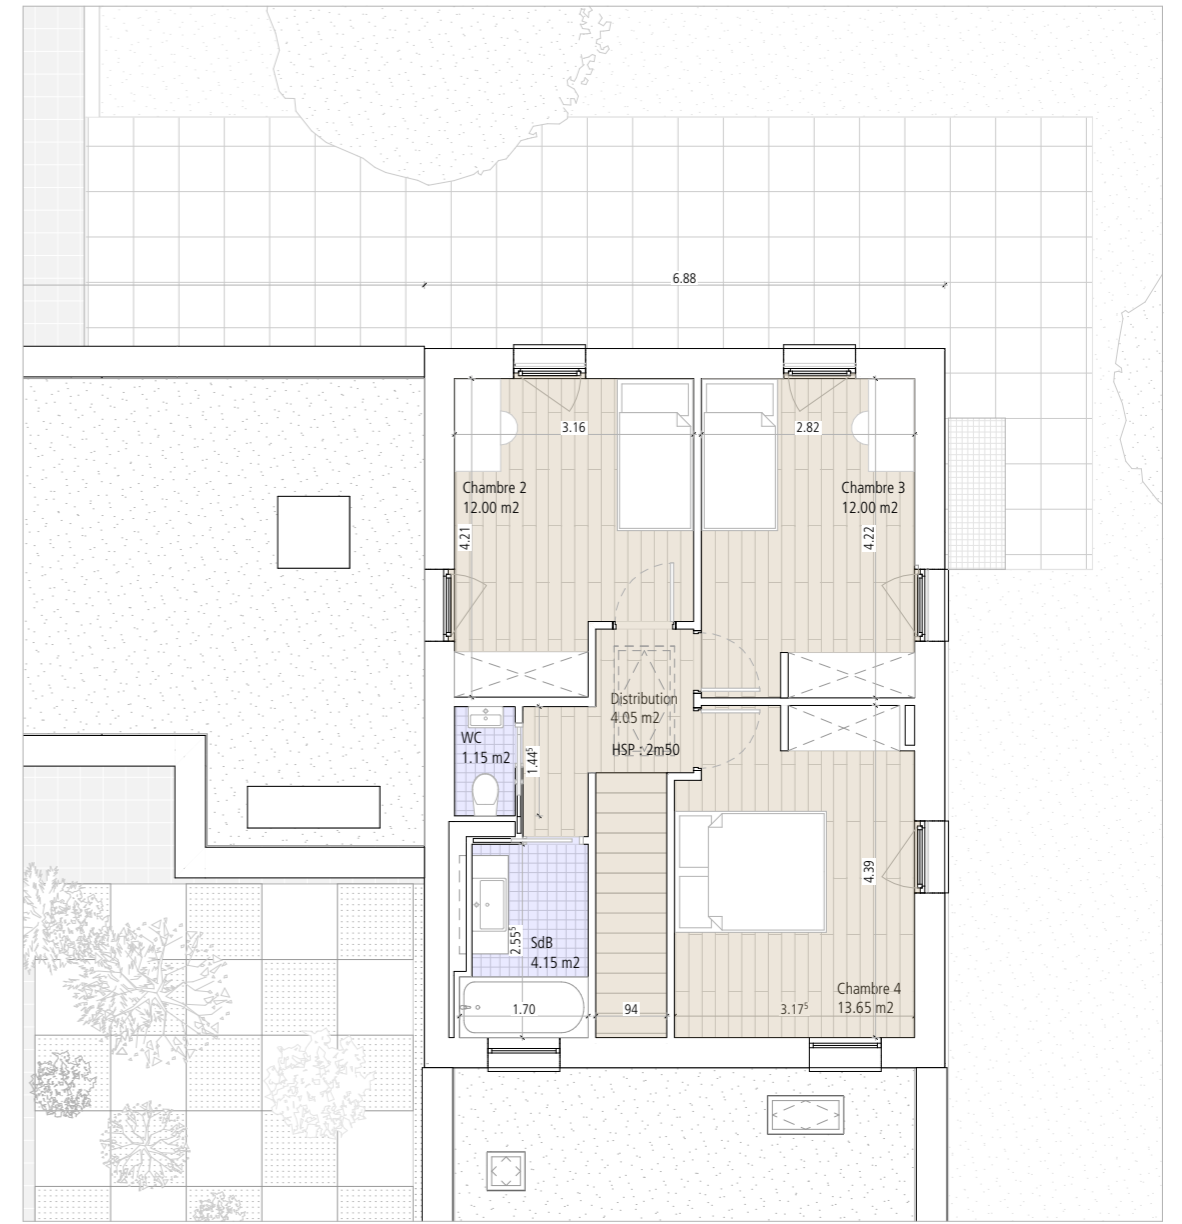 6.88
3.16
2.82
Chambre 2
12.00 m2
Chambre 3
12.00 m2
4.21
4.22
Distribution
4.05 m2
HSP : 2m50
WC
1.15 m2
1.44⁵
4.39
2.55⁵
SdB
4.15 m2
Chambre 4
13.65 m2
1.70
94
3.17⁵